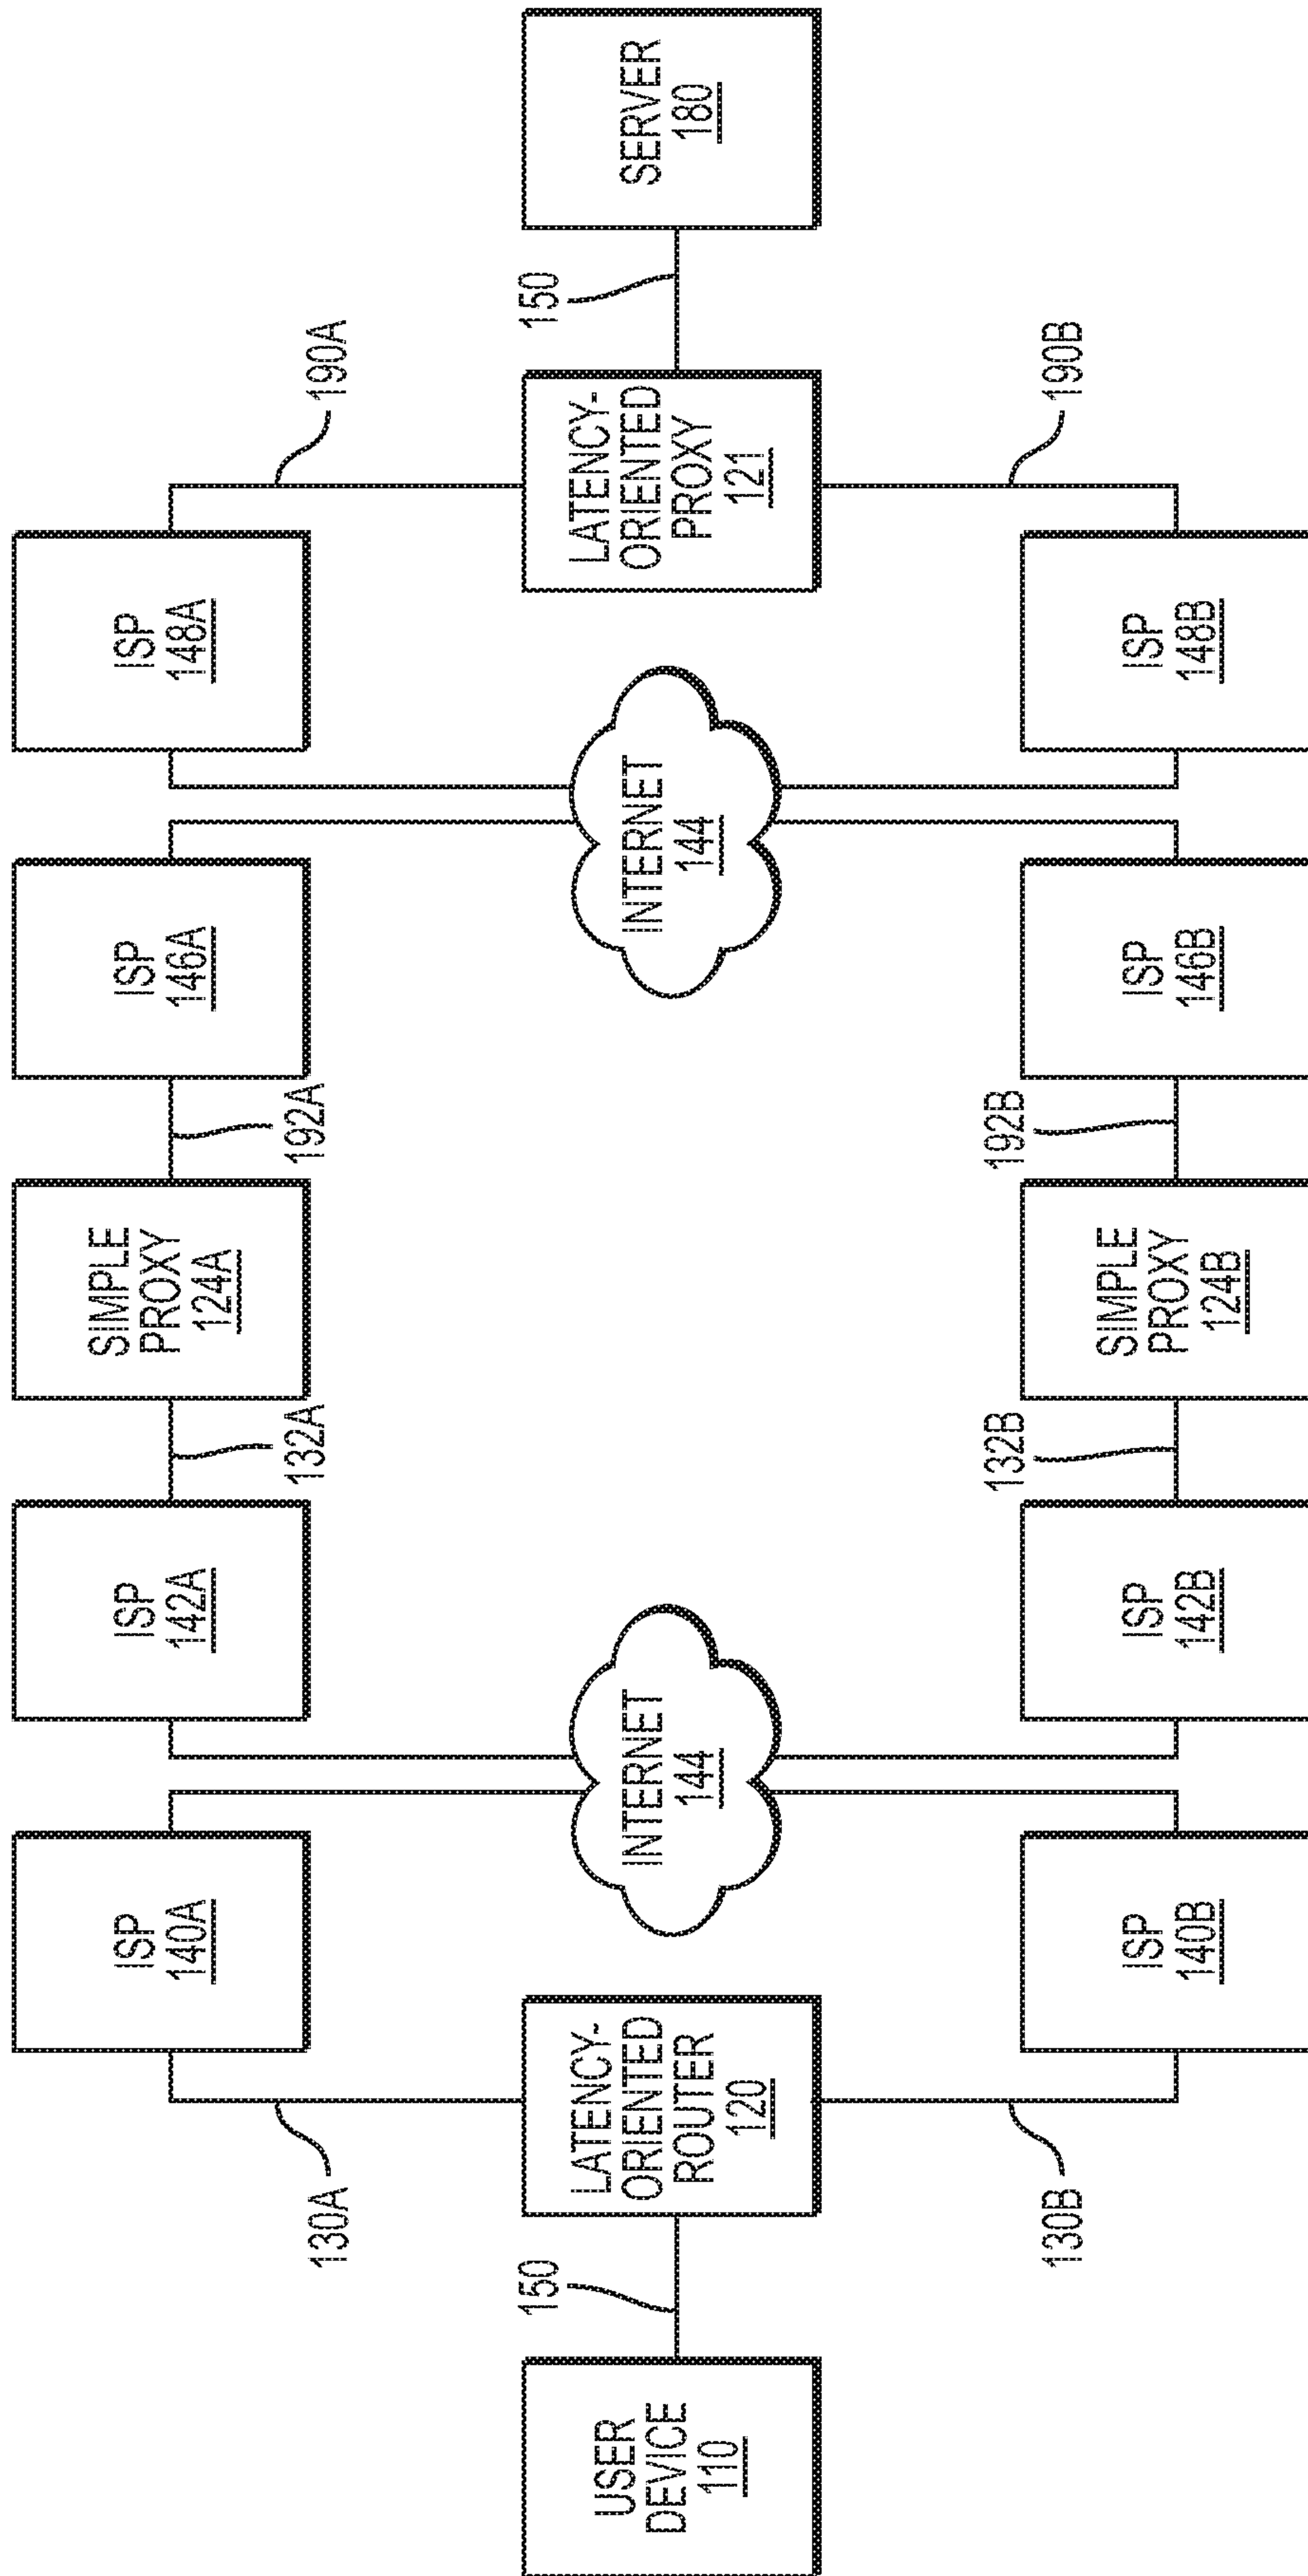 ISP
140A
ISP
142A
SIMPLE
PROXY
124A
ISP
146A
ISP
148A
130A
132A
192A
190A
150
150
USER
DEVICE
110
LATENCY-
ORIENTED
ROUTER
120
INTERNET
144
INTERNET
144
LATENCY-
ORIENTED
PROXY
121
SERVER
180
130B
132B
192B
190B
ISP
140B
ISP
142B
SIMPLE
PROXY
124B
ISP
146B
ISP
148B